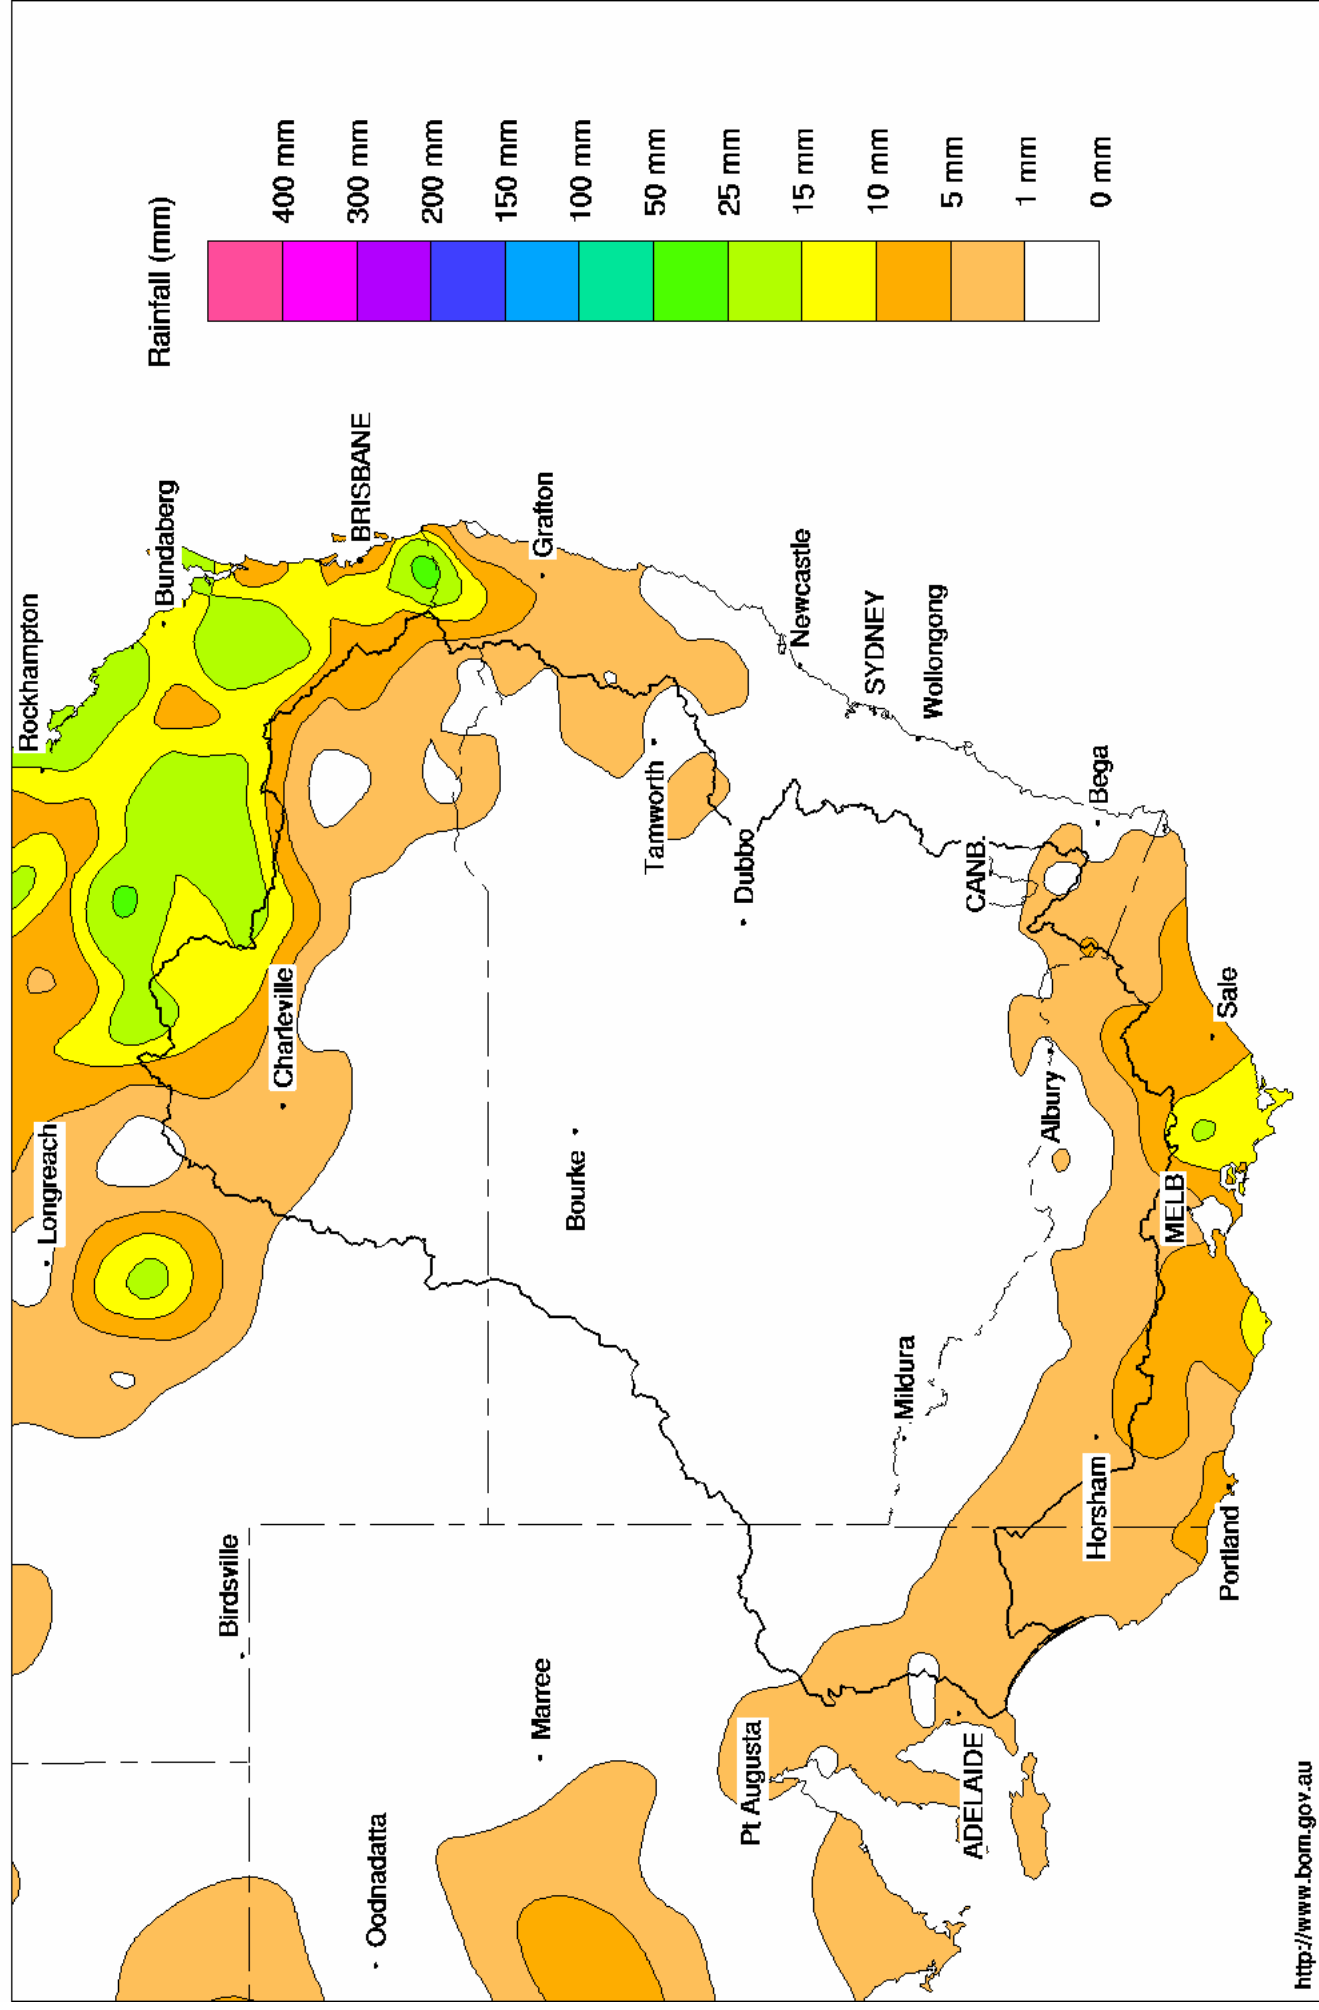 Rainfall (mm)
400 mm
300 mm
200 mm
150 mm
100 mm
50 mm
25 mm
15 mm
10 mm
5 mm
1 mm
0 mm
Rockhampton
Longreach
Bundaberg
Birdsville
Charleville
BRISBANE
Oodnadatta
Marree
Bourke
Grafton
Tamworth
Pt Augusta
Dubbo
Newcastle
SYDNEY
Mildura
Wollongong
ADELAIDE
CANB.
Albury
Horsham
Bega
MELB
Portland
Sale
http://www.bom.gov.au